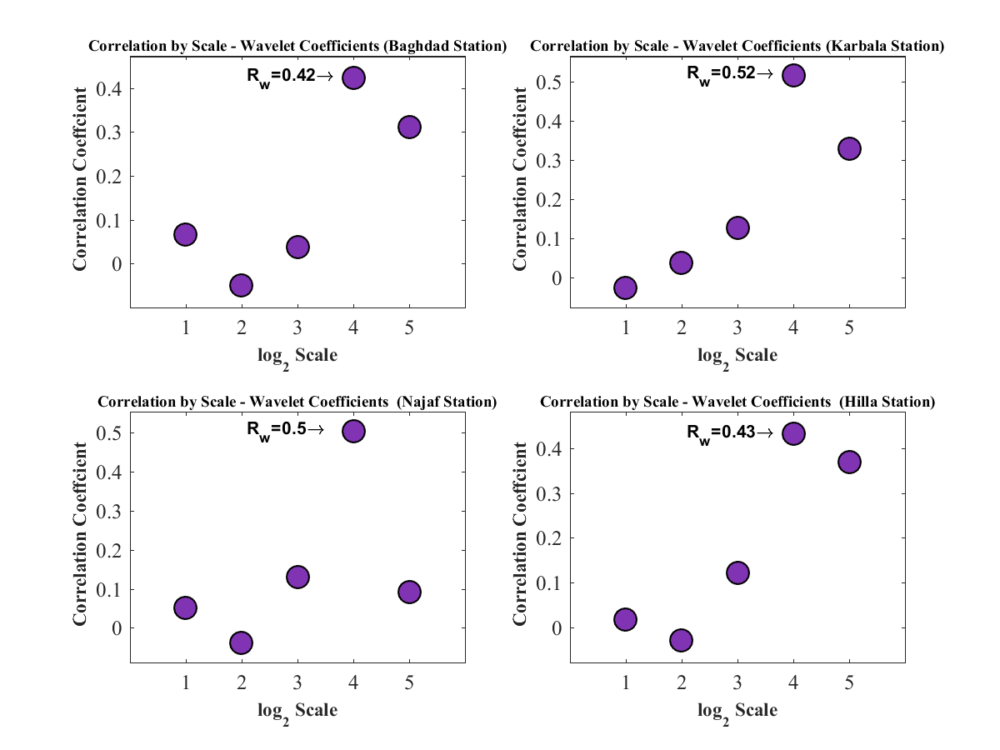 Correlation by Scale - Wavelet Coefficients (Baghdad Station)
R_w=0.42→
0.4
0.3
0.2
0.1
0
Correlation Coeffcient
1 2 3 4 5
log_2 Scale
Correlation by Scale - Wavelet Coefficients (Karbala Station)
R_w=0.52→
0.5
0.4
0.3
0.2
0.1
0
Correlation Coeffcient
1 2 3 4 5
log_2 Scale
Correlation by Scale - Wavelet Coefficients (Najaf Station)
R_w=0.5→
0.5
0.4
0.3
0.2
0.1
0
Correlation Coeffcient
1 2 3 4 5
log_2 Scale
Correlation by Scale - Wavelet Coefficients (Hilla Station)
R_w=0.43→
0.4
0.3
0.2
0.1
0
Correlation Coeffcient
1 2 3 4 5
log_2 Scale